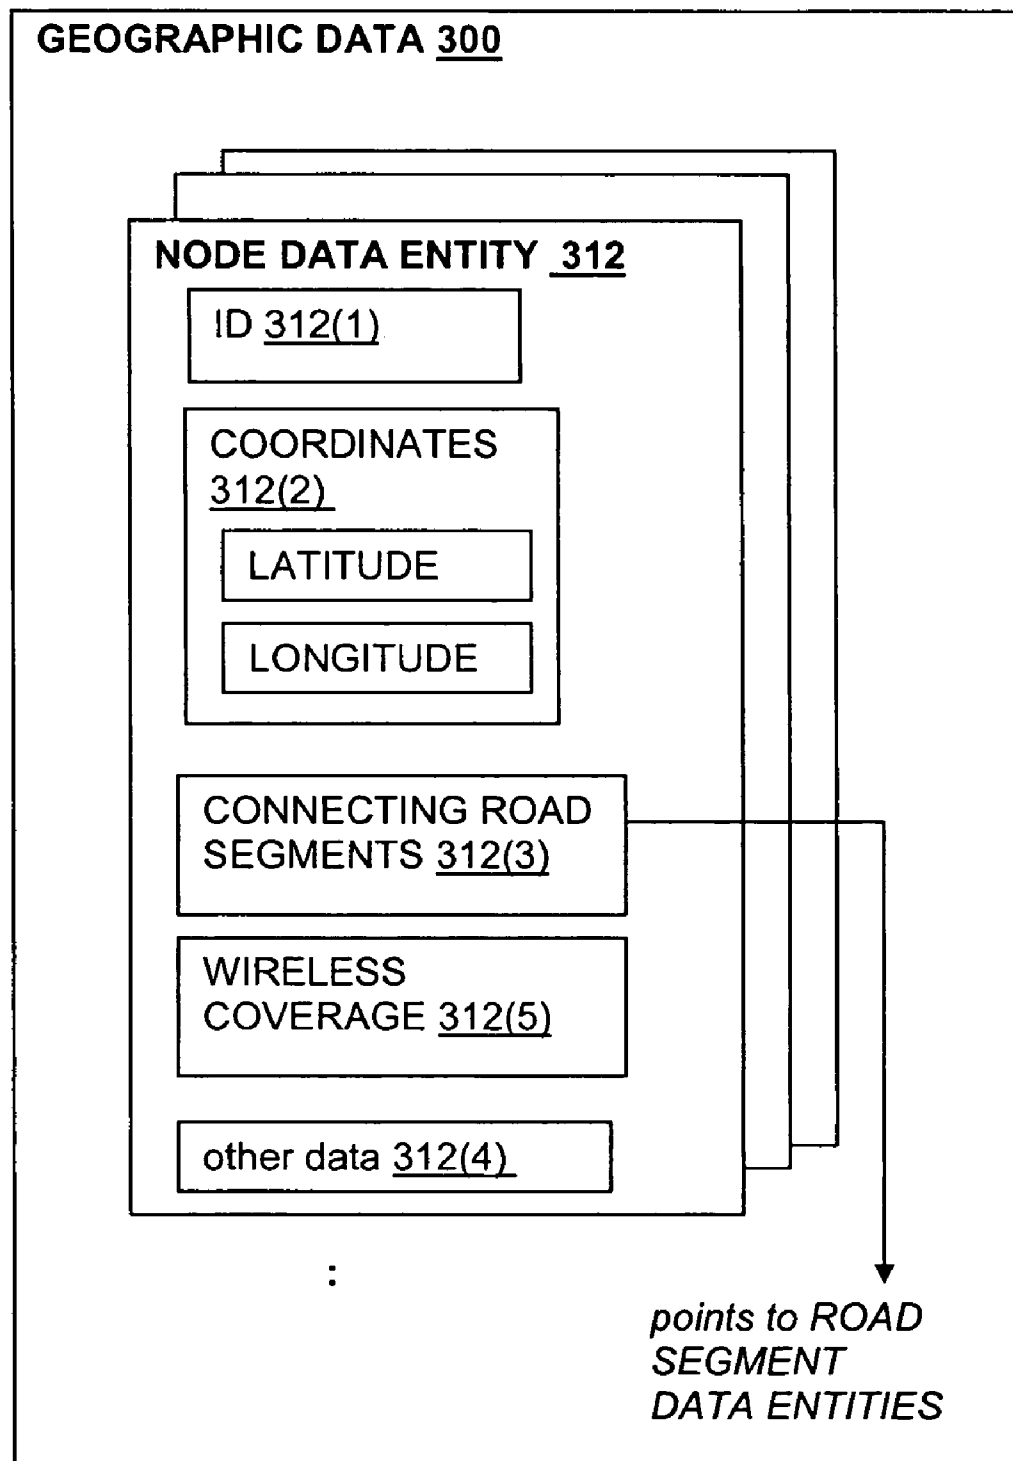 GEOGRAPHIC DATA 300
NODE DATA ENTITY 312
ID 312(1)
COORDINATES
312(2)
LATITUDE
LONGITUDE
CONNECTING ROAD
SEGMENTS 312(3)
WIRELESS
COVERAGE 312(5)
other data 312(4)
:
points to ROAD
SEGMENT
DATA ENTITIES